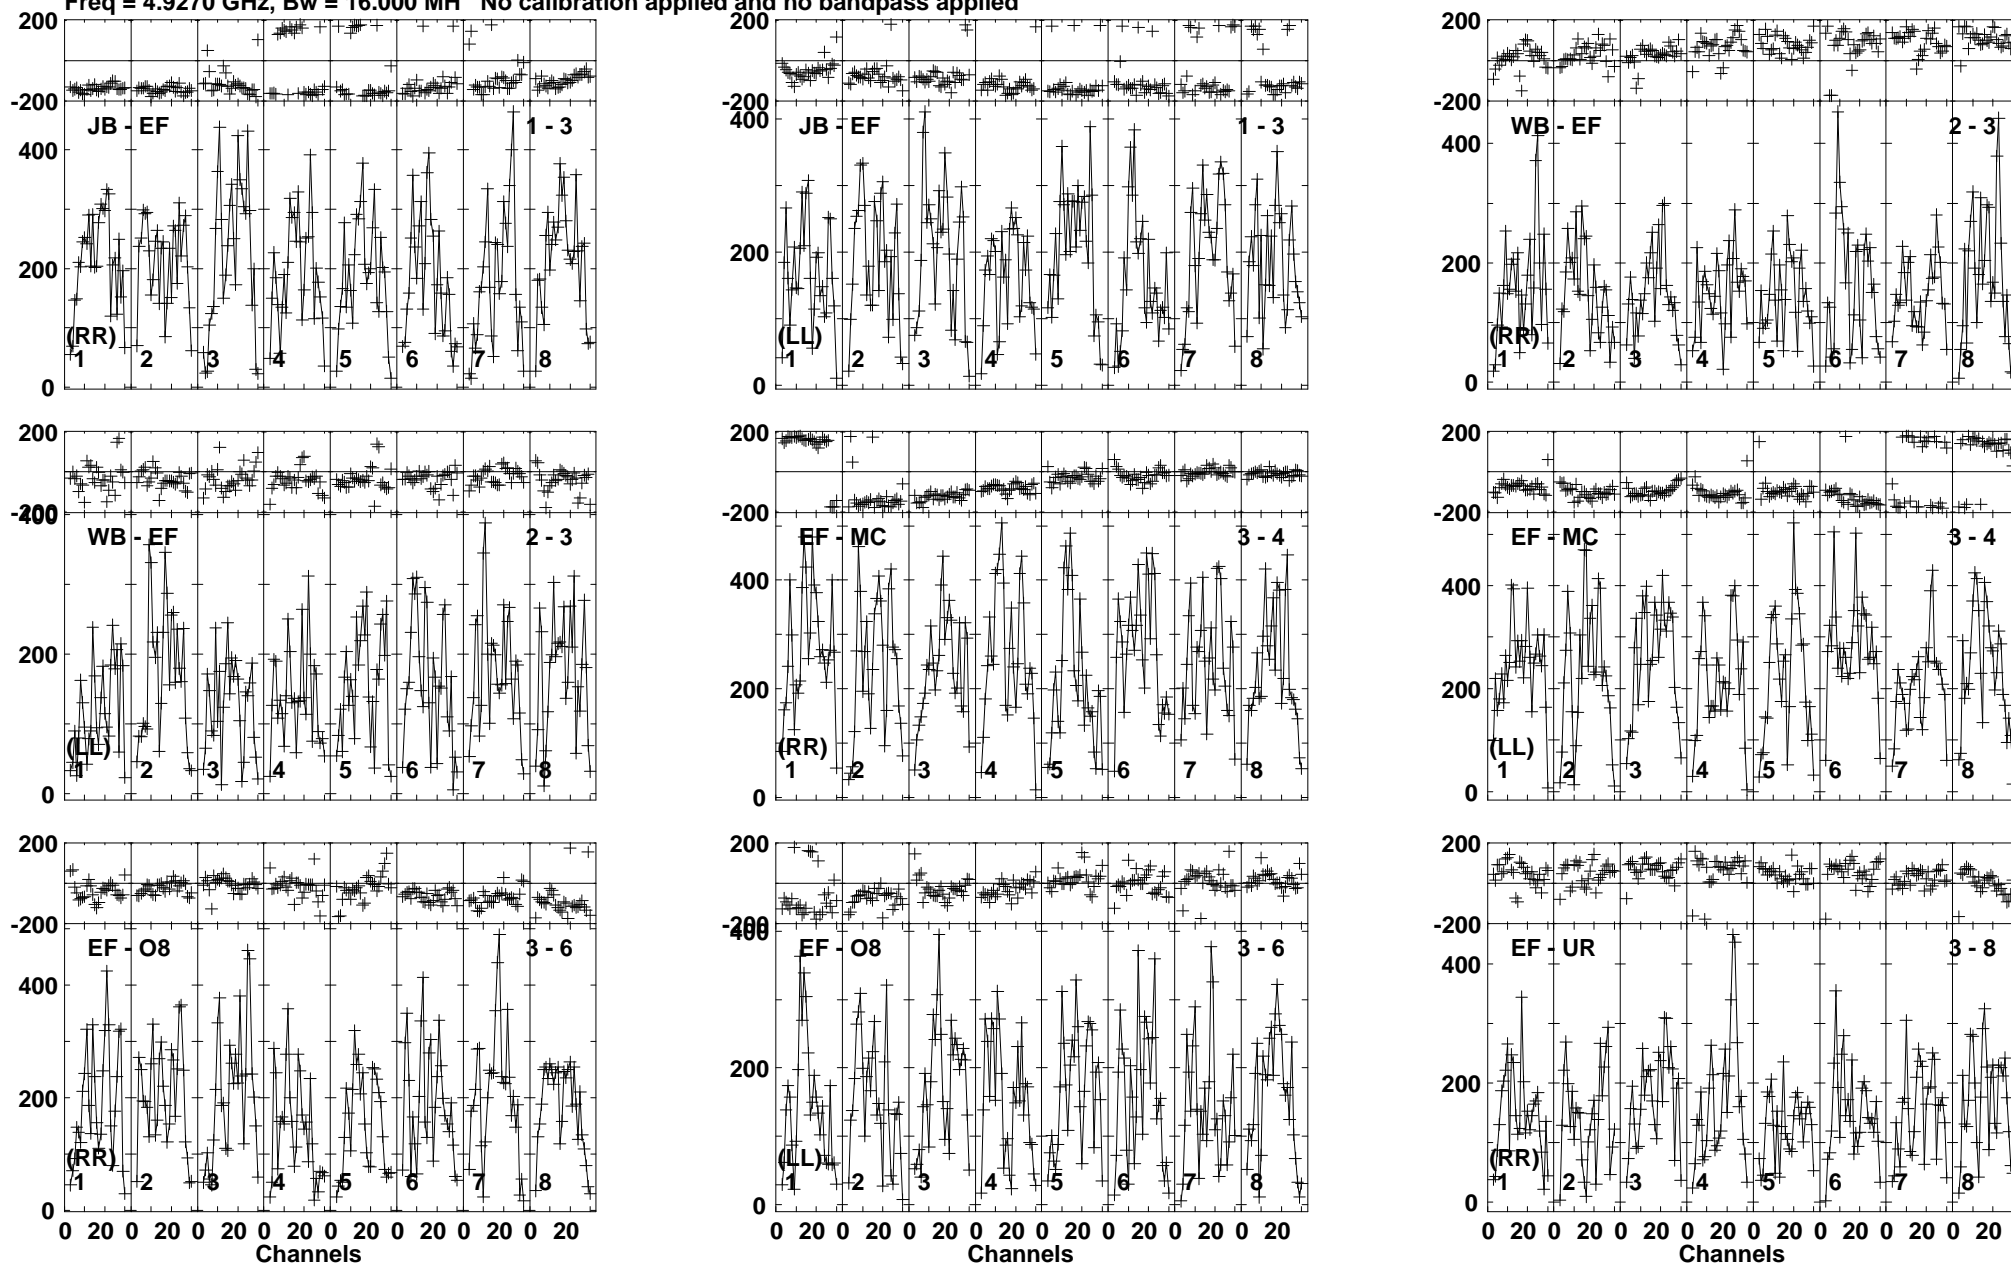 Freq = 4.9270 GHz, Bw = 16.000 MH No calibration applied and no bandpass applied
200 200 200
-200 -200 -200
JB - EF 1 - 3 JB - EF 1 - 3 WB - EF 2 - 3
400 400 400
200 200 200
(RR) (LL) (RR)
1 2 3 4 5 6 7 8 1 2 3 4 5 6 7 8 1 2 3 4 5 6 7 8
0 0 0
200 200 200
-200 -200 -200
400
WB - EF 2 - 3 EF - MC 3 - 4 EF - MC 3 - 4
400 400
200 200 200
(LL) (RR) (LL)
1 2 3 4 5 6 7 8 1 2 3 4 5 6 7 8 1 2 3 4 5 6 7 8
0 0 0
200 200 200
-200 -200 -200
400
EF - O8 3 - 6 EF - O8 3 - 6 EF - UR 3 - 8
400 400
200 200 200
(RR) (LL) (RR)
1 2 3 4 5 6 7 8 1 2 3 4 5 6 7 8 1 2 3 4 5 6 7 8
0 0 0
0 20 0 20 0 20 0 20 0 20 0 20 0 20 0 20 0 20 0 20 0 20 0 20 0 20 0 20 0 20 0 20 0 20 0 20 0 20 0 20 0 20 0 20 0 20 0 20
Channels Channels Channels